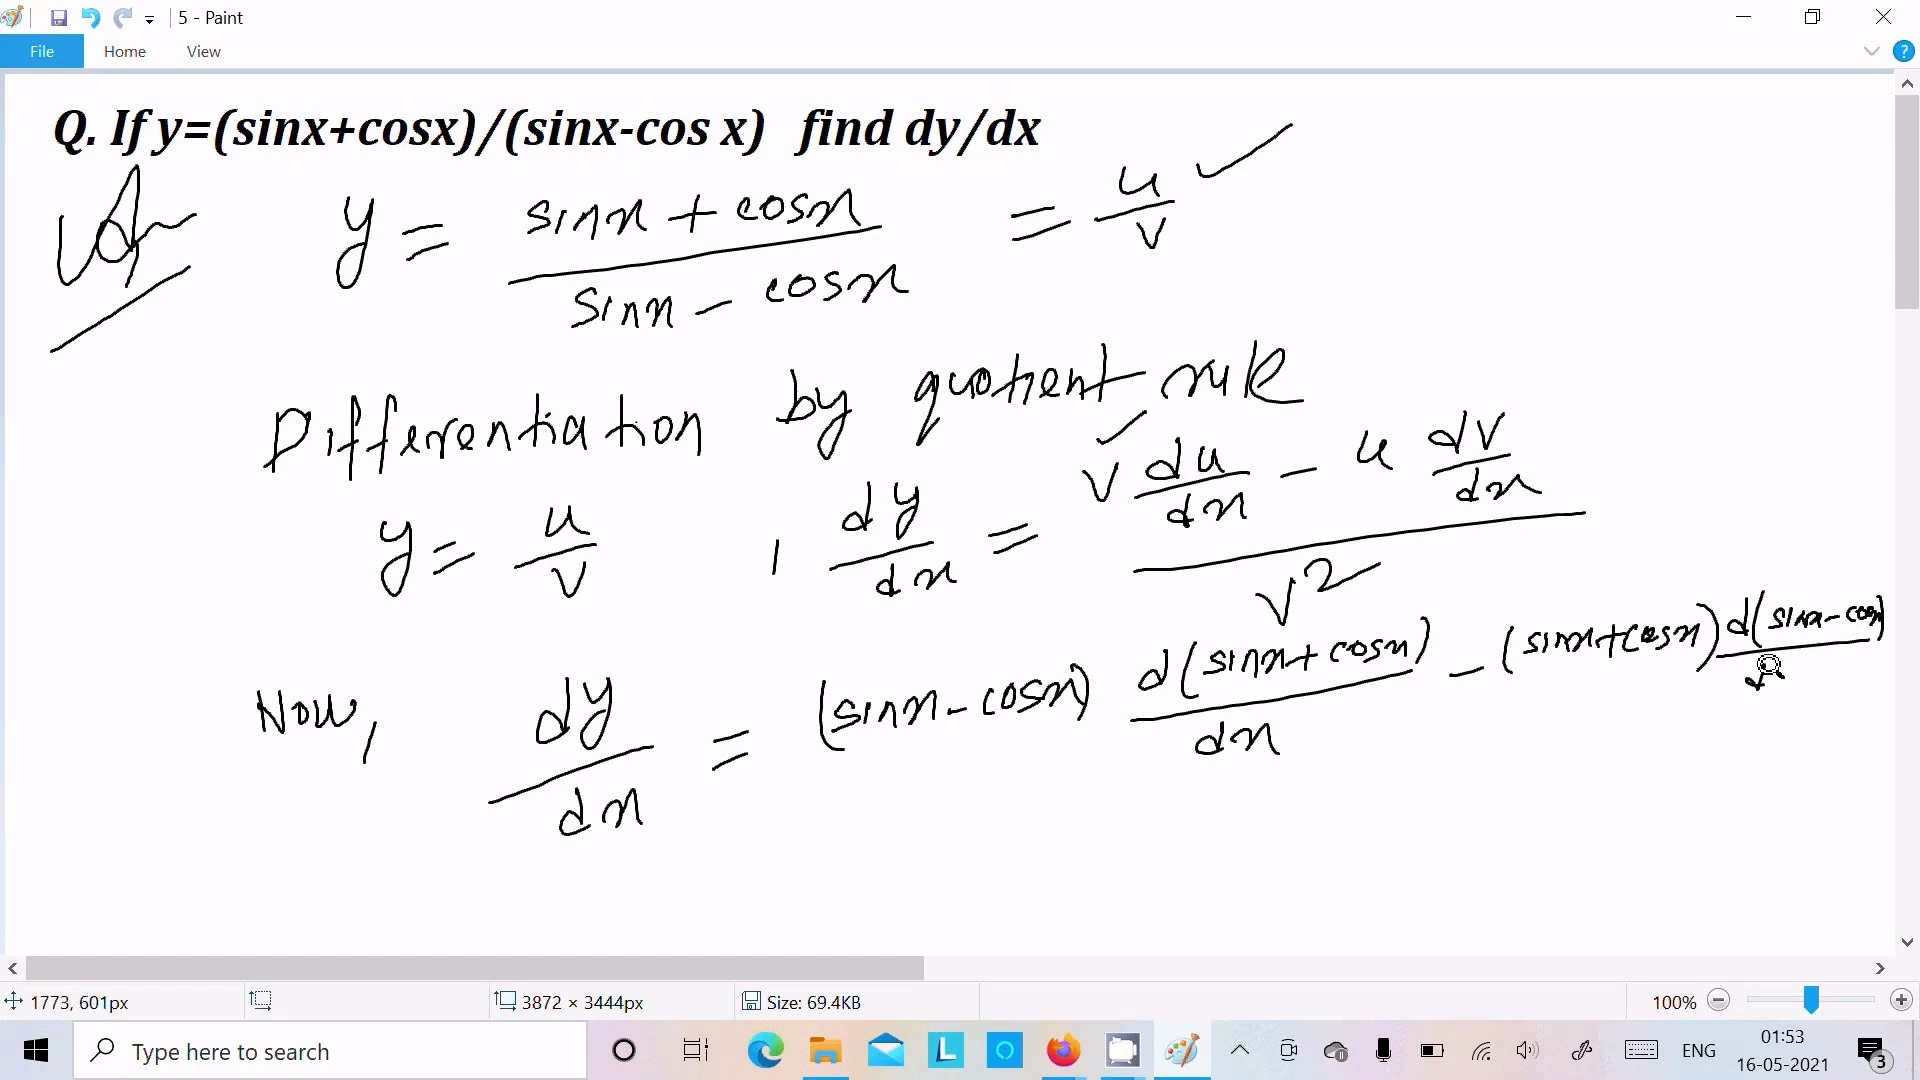 5 - Paint
File Home View
Q. If y=(sinx+cosx)/(sinx-cos x) find dy/dx
y = (sinx + cosx)/(sinx - cosx) = u/v
Differentiation by quotient rule
y = u/v , dy/dx = (v du/dx - u dv/dx)/v²
Now, dy/dx = (sinx - cosx) d(sinx + cosx)/dx - (sinx + cosx) d(sinx - cosx)
1773, 601px 3872 × 3444px Size: 69.4KB 100%
Type here to search
ENG 01:53
16-05-2021 3